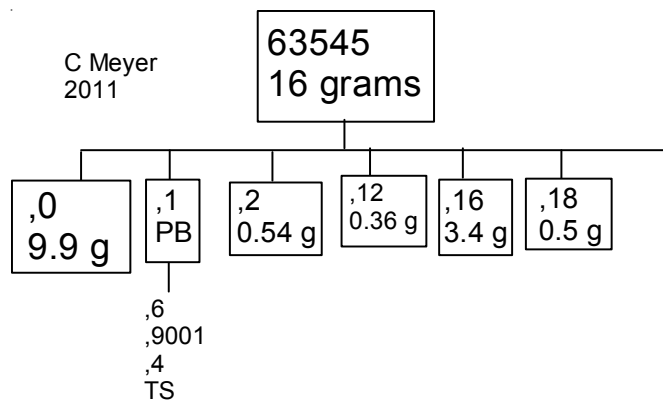 C Meyer
2011
63545
16 grams
,0
9.9 g
,1
PB
,2
0.54 g
,12
0.36 g
,16
3.4 g
,18
0.5 g
,6
,9001
,4
TS